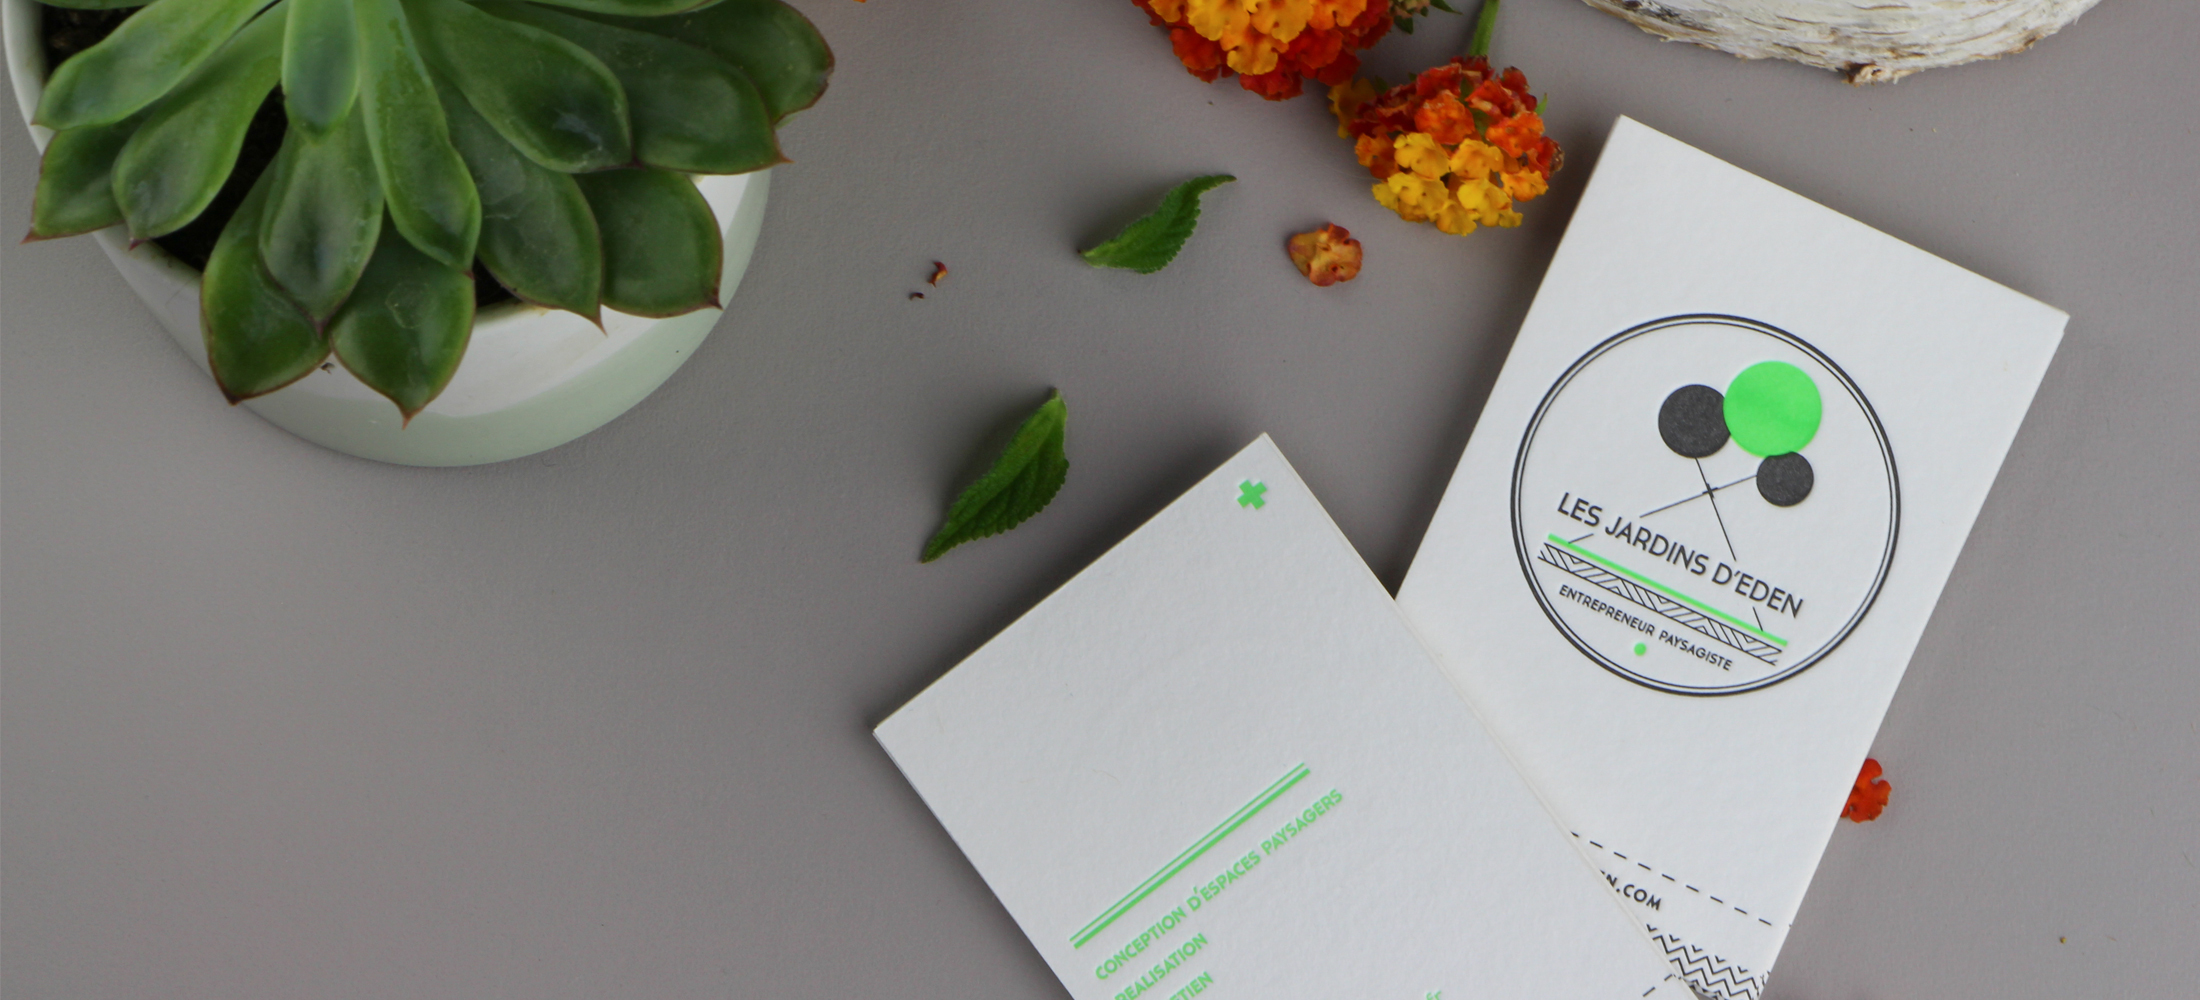 LES JARDINS D'EDEN
ENTREPRENEUR PAYSAGISTE
N.COM
CONCEPTION D'ESPACES PAYSAGERS
REALISATION